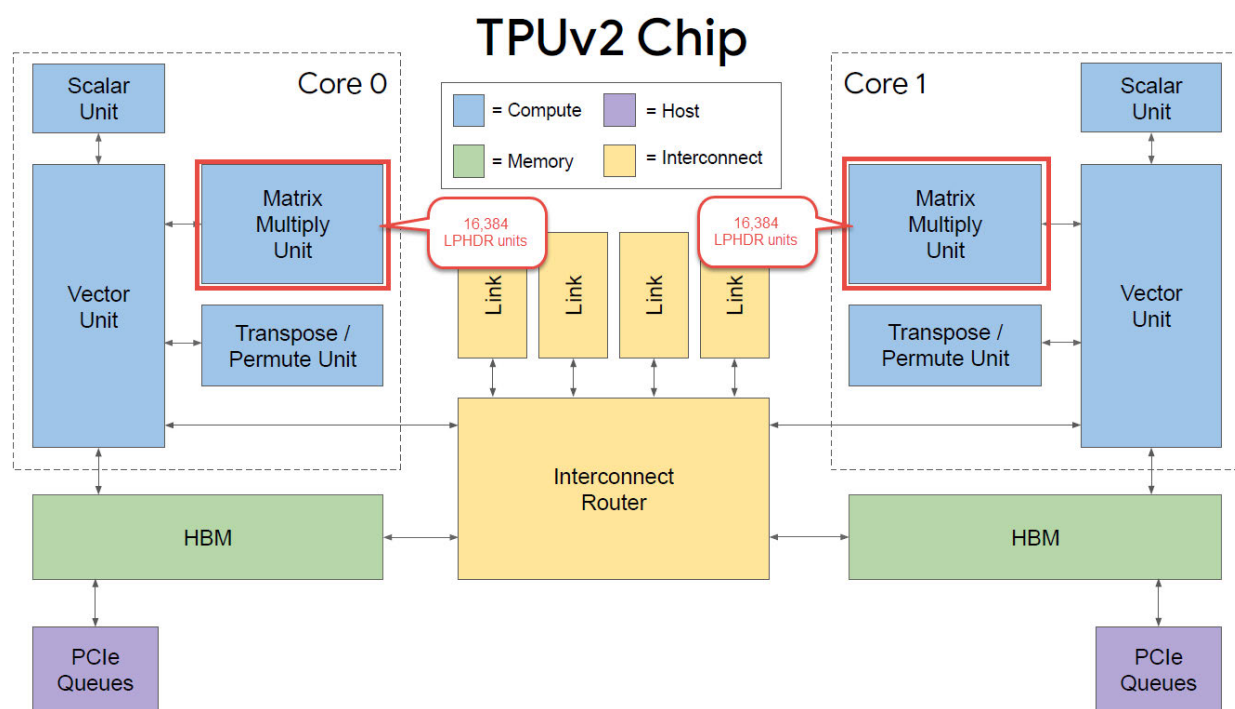 TPUv2 Chip
Core 0
Scalar
Unit
Matrix
Multiply
Unit
Vector
Unit
Transpose /
Permute Unit
HBM
PCIe
Queues
= Compute
= Host
= Memory
= Interconnect
16,384
LPHDR units
16,384
LPHDR units
Link
Link
Link
Link
Interconnect
Router
Core 1
Scalar
Unit
Matrix
Multiply
Unit
Vector
Unit
Transpose /
Permute Unit
HBM
PCIe
Queues